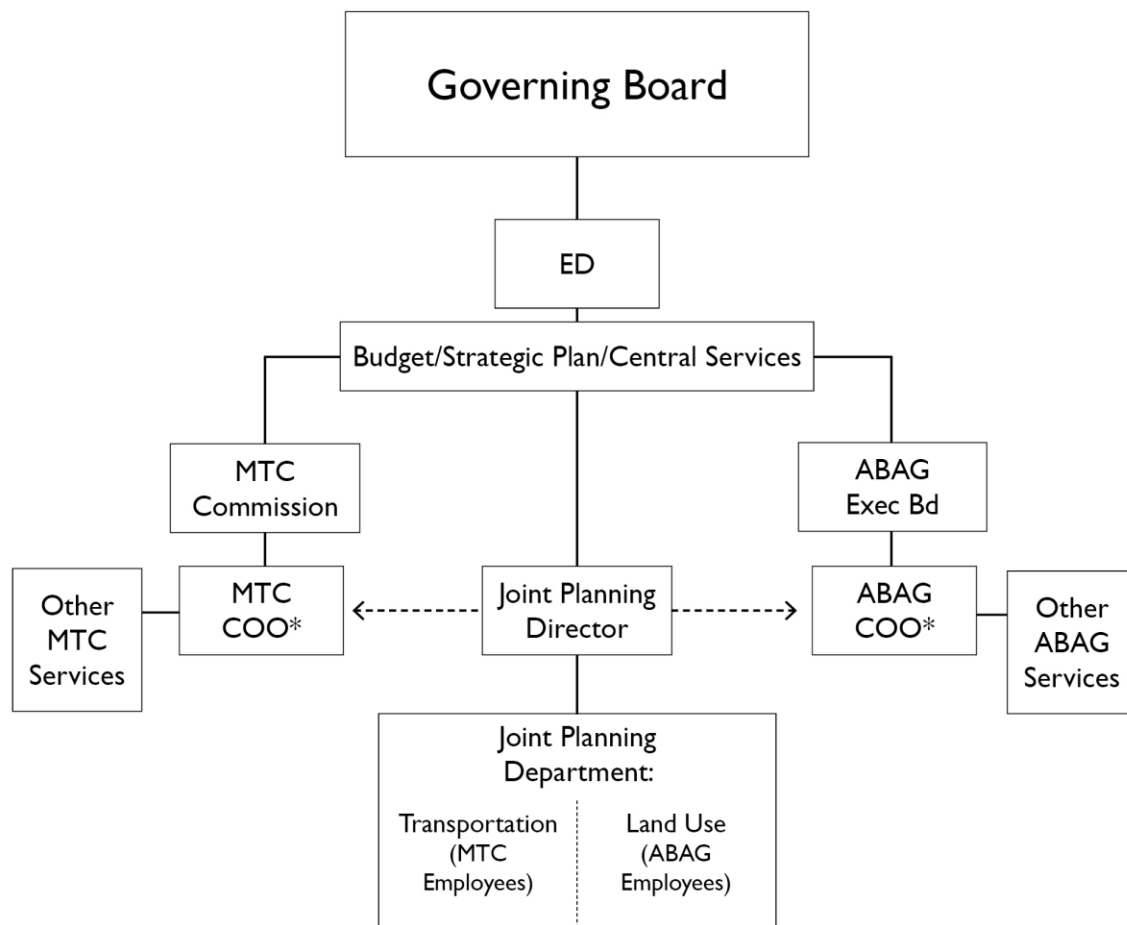 Governing Board
ED
Budget/Strategic Plan/Central Services
MTC
Commission
ABAG
Exec Bd
Other
MTC
Services
MTC
COO*
Joint Planning
Director
ABAG
COO*
Other
ABAG
Services
Joint Planning
Department:
Transportation
(MTC
Employees)
Land Use
(ABAG
Employees)